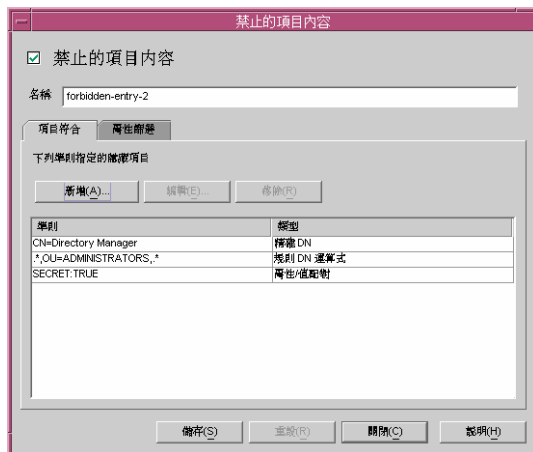 禁止的項目內容
禁止的項目內容
名稱 forbidden-entry-2
項目符合 屬性篩選
下列準則指定的隱藏項目
新增(A)... 編輯(E)... 移除(R)
準則 類型
CN=Directory Manager 精確 DN
.*,OU=ADMINISTRATORS,.* 規則 DN 運算式
SECRET:TRUE 屬性/值配對
儲存(S) 重設(R) 關閉(C) 說明(H)